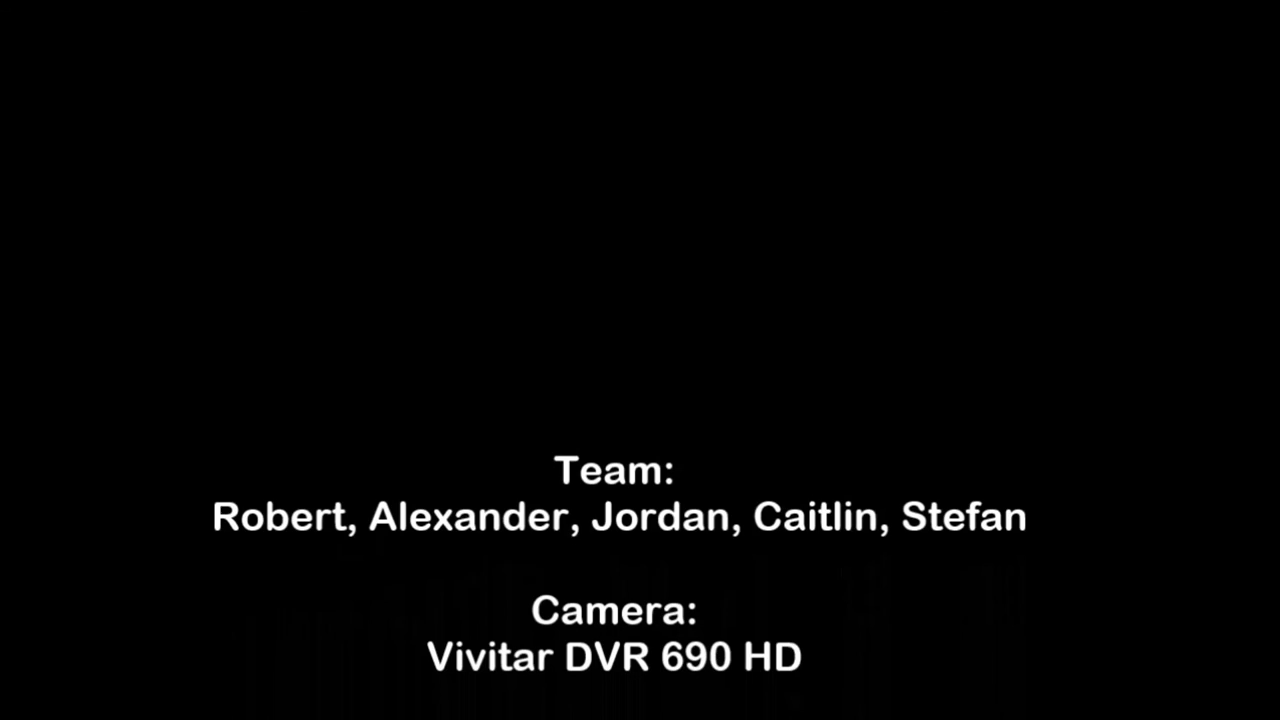 Team:
Robert, Alexander, Jordan, Caitlin, Stefan
Camera:
Vivitar DVR 690 HD